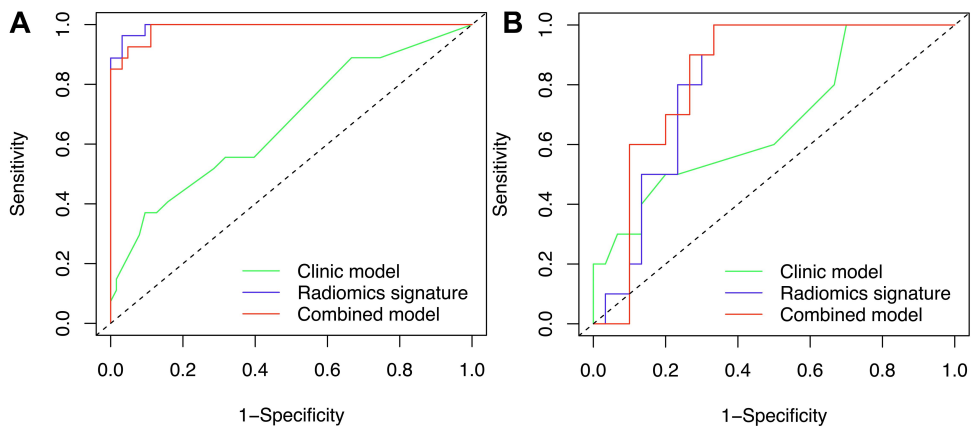 A
Sensitivity
1.0
0.8
0.6
0.4
0.2
0.0
Clinic model
Radiomics signature
Combined model
0.0 0.2 0.4 0.6 0.8 1.0
1−Specificity
B
Sensitivity
1.0
0.8
0.6
0.4
0.2
0.0
Clinic model
Radiomics signature
Combined model
0.0 0.2 0.4 0.6 0.8 1.0
1−Specificity